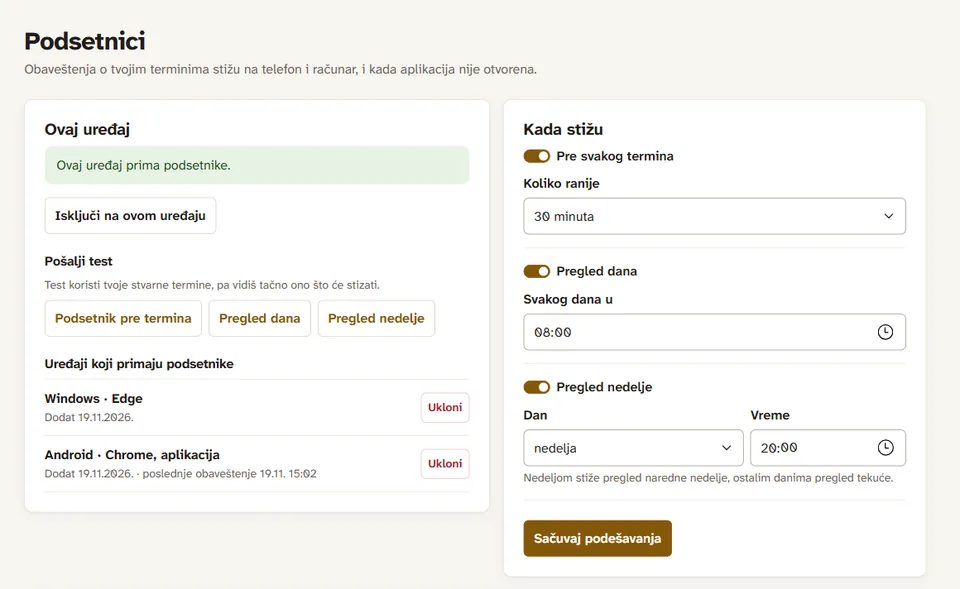 Podsetnici
Obaveštenja o tvojim terminima stižu na telefon i računar, i kada aplikacija nije otvorena.
Ovaj uređaj
Ovaj uređaj prima podsetnike.
Isključi na ovom uređaju
Pošalji test
Test koristi tvoje stvarne termine, pa vidiš tačno ono što će stizati.
Podsetnik pre termina
Pregled dana
Pregled nedelje
Uređaji koji primaju podsetnike
Windows · Edge
Dodat 19.11.2026.
Ukloni
Android · Chrome, aplikacija
Dodat 19.11.2026. · poslednje obaveštenje 19.11. 15:02
Ukloni
Kada stižu
Pre svakog termina
Koliko ranije
30 minuta
Pregled dana
Svakog dana u
08:00
Pregled nedelje
Dan
Vreme
nedelja
20:00
Nedeljom stiže pregled naredne nedelje, ostalim danima pregled tekuće.
Sačuvaj podešavanja